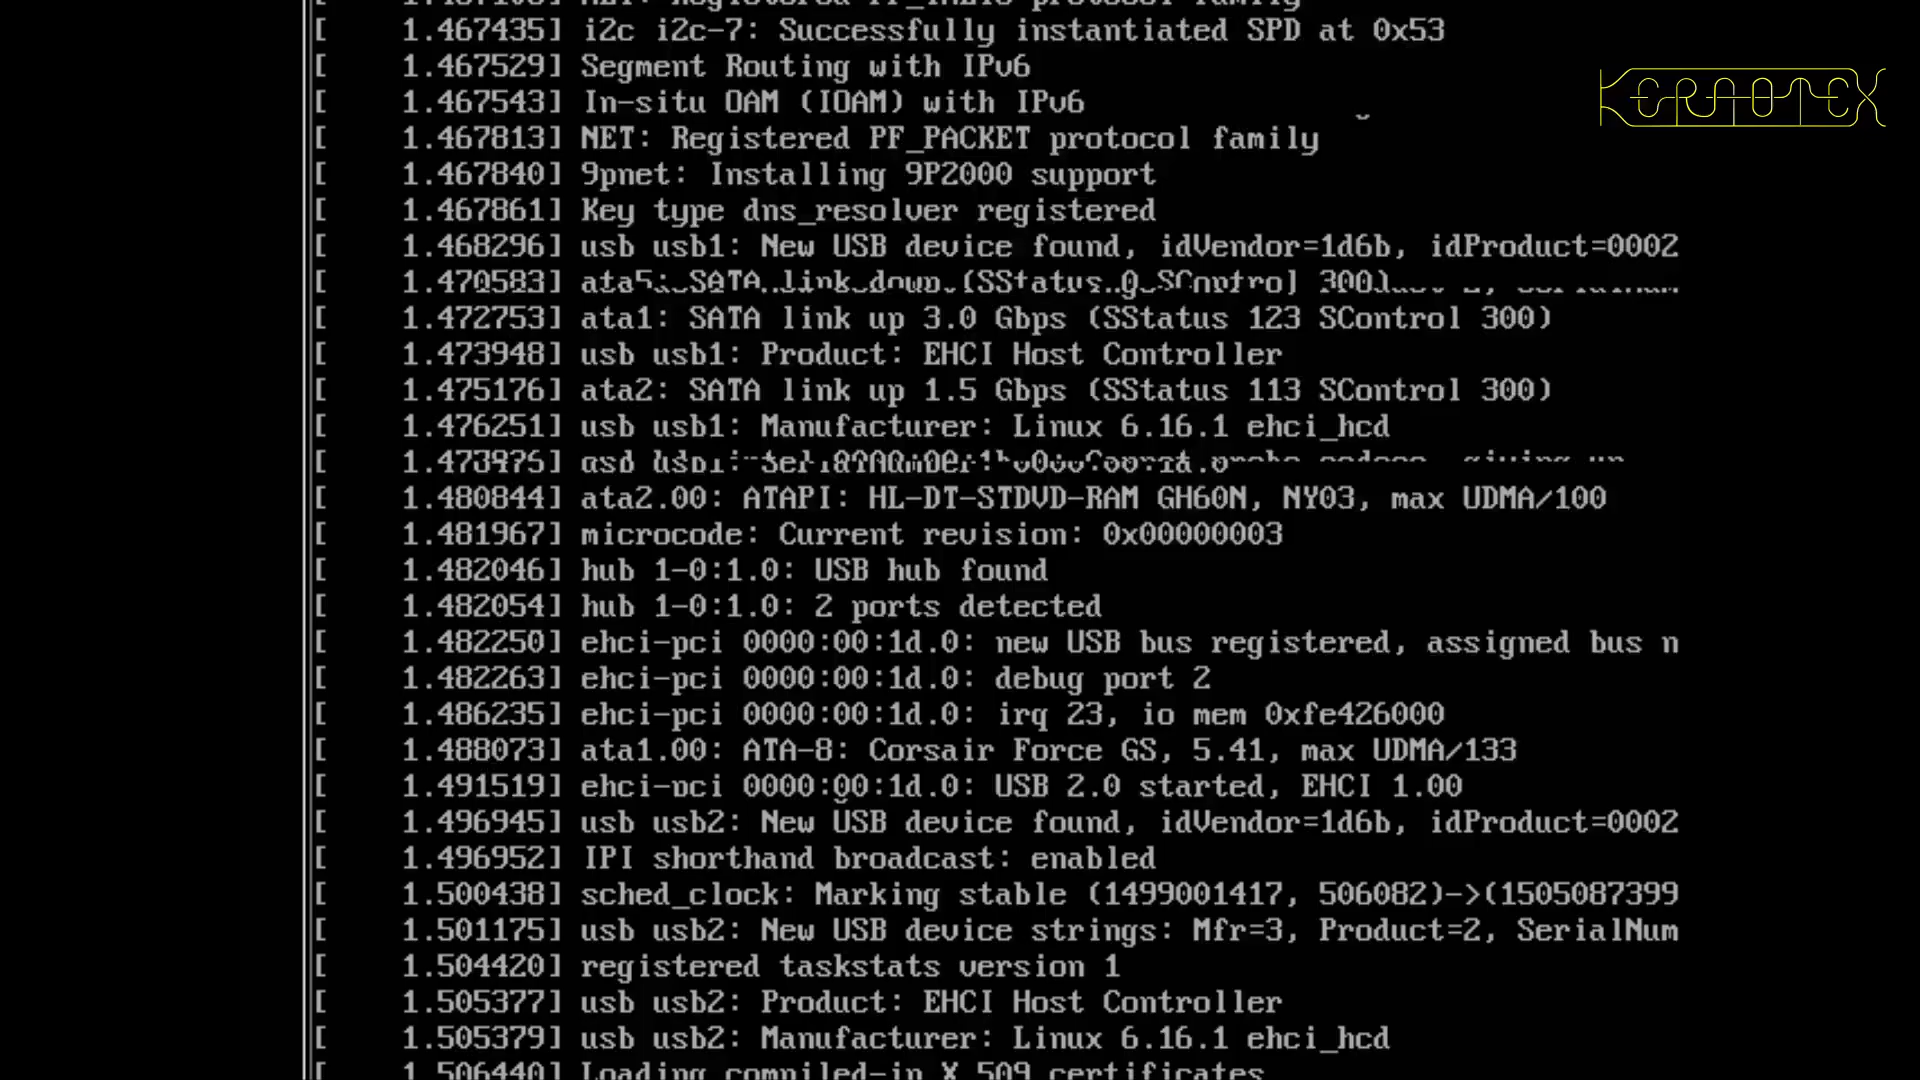 [    1.467435] i2c i2c-7: Successfully instantiated SPD at 0x53
KERAOTEX
[    1.467529] Segment Routing with IPv6
[    1.467543] In-situ OAM (IOAM) with IPv6
[    1.467813] NET: Registered PF_PACKET protocol family
[    1.467840] 9pnet: Installing 9P2000 support
[    1.467861] Key type dns_resolver registered
[    1.468296] usb usb1: New USB device found, idVendor=1d6b, idProduct=0002
[    1.470583] ata5: SATA link down (SStatus 0 SControl 300)
[    1.472753] ata1: SATA link up 3.0 Gbps (SStatus 123 SControl 300)
[    1.473948] usb usb1: Product: EHCI Host Controller
[    1.475176] ata2: SATA link up 1.5 Gbps (SStatus 113 SControl 300)
[    1.476251] usb usb1: Manufacturer: Linux 6.16.1 ehci_hcd
[    1.480844] ata2.00: ATAPI: HL-DT-STDVD-RAM GH60N, NY03, max UDMA/100
[    1.481967] microcode: Current revision: 0x00000003
[    1.482046] hub 1-0:1.0: USB hub found
[    1.482054] hub 1-0:1.0: 2 ports detected
[    1.482250] ehci-pci 0000:00:1d.0: new USB bus registered, assigned bus n
[    1.482263] ehci-pci 0000:00:1d.0: debug port 2
[    1.486235] ehci-pci 0000:00:1d.0: irq 23, io mem 0xfe426000
[    1.488073] ata1.00: ATA-8: Corsair Force GS, 5.41, max UDMA/133
[    1.491519] ehci-pci 0000:00:1d.0: USB 2.0 started, EHCI 1.00
[    1.496945] usb usb2: New USB device found, idVendor=1d6b, idProduct=0002
[    1.496952] IPI shorthand broadcast: enabled
[    1.500438] sched_clock: Marking stable (1499001417, 506082)->(1505087399
[    1.501175] usb usb2: New USB device strings: Mfr=3, Product=2, SerialNum
[    1.504420] registered taskstats version 1
[    1.505377] usb usb2: Product: EHCI Host Controller
[    1.505379] usb usb2: Manufacturer: Linux 6.16.1 ehci_hcd
[    1.506440] Loading compiled-in X.509 certificates